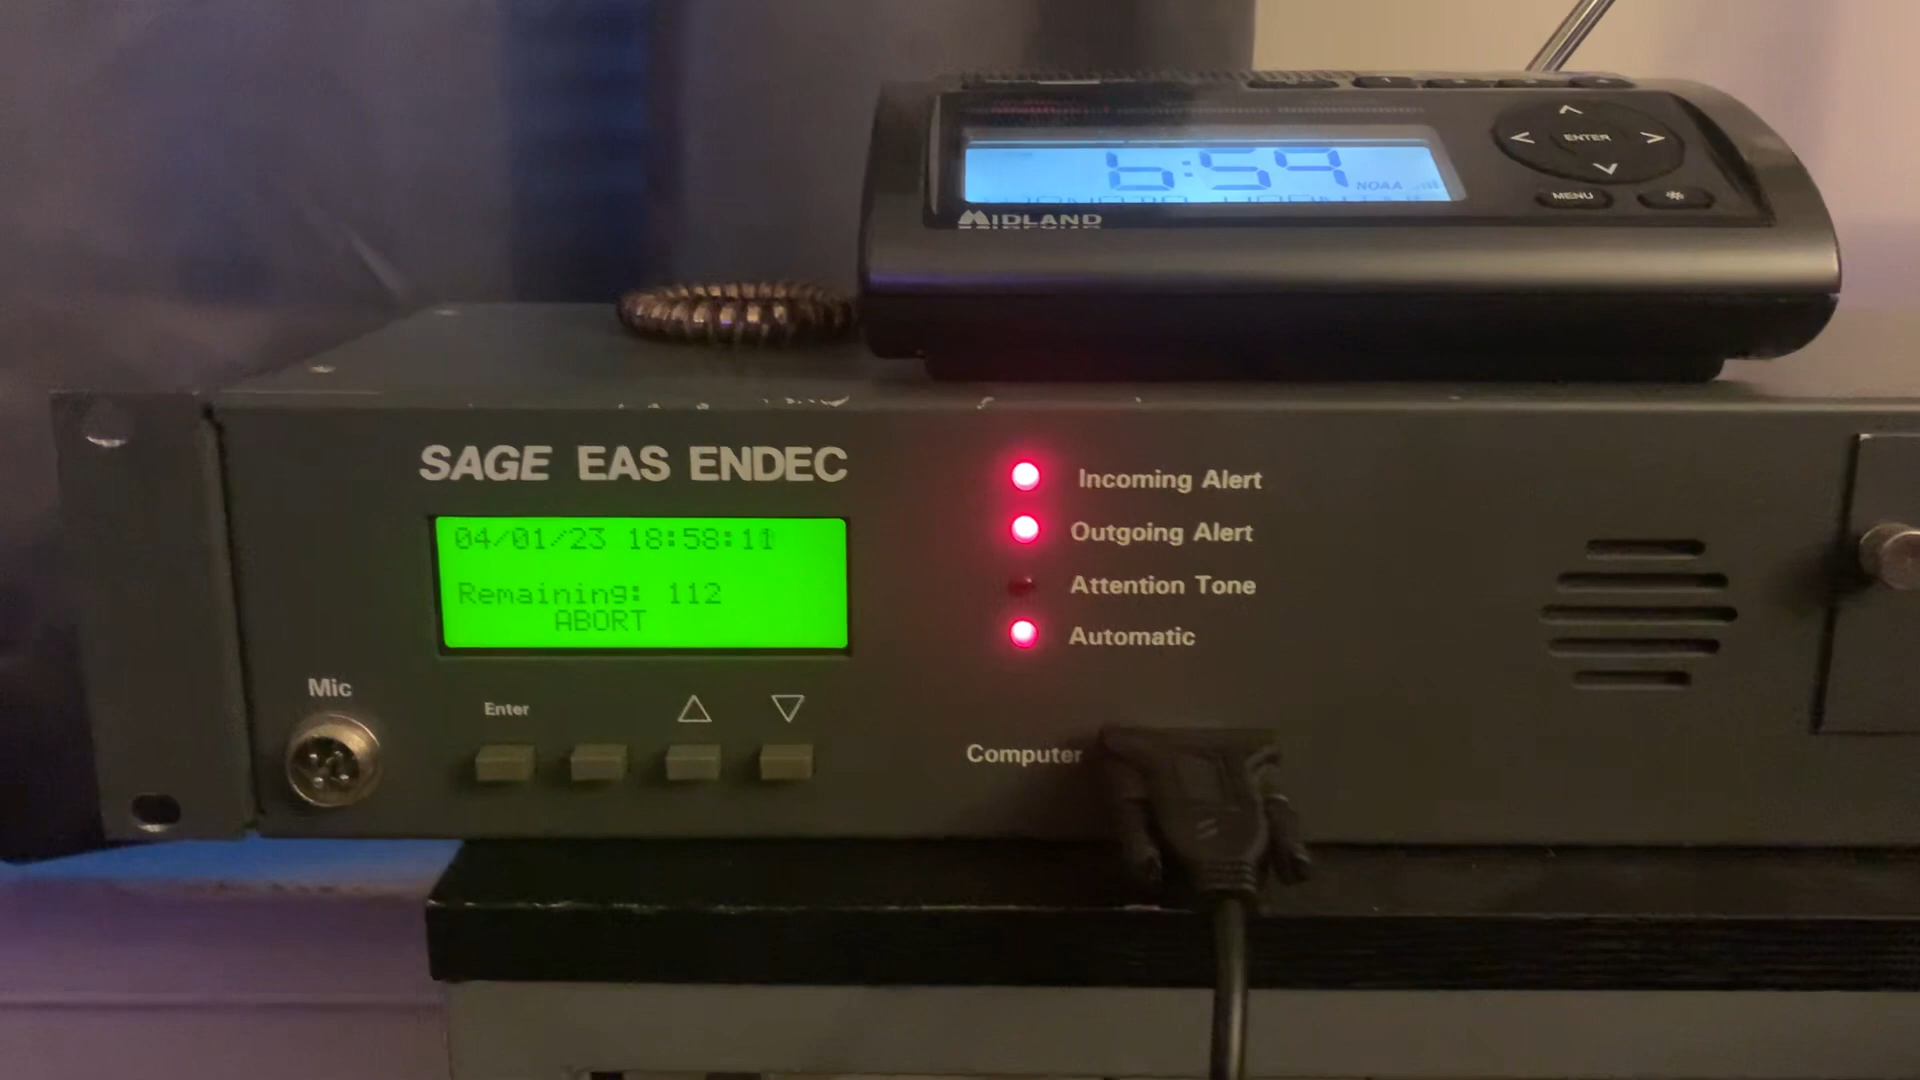 6:59
NOAA
MIDLAND
ENTER
MENU
SAGE EAS ENDEC
04/01/23 18:58:11
Remaining: 112
ABORT
Incoming Alert
Outgoing Alert
Attention Tone
Automatic
Mic
Enter
Computer